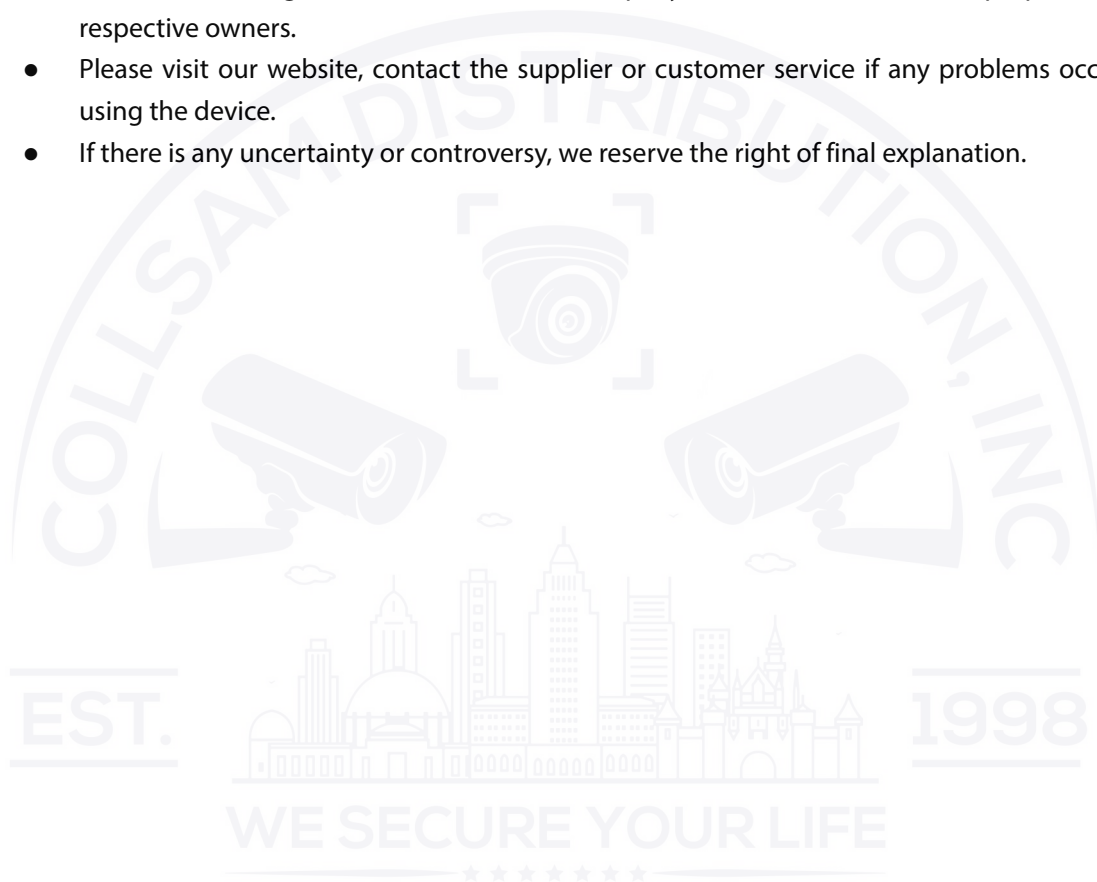 respective owners.
● Please visit our website, contact the supplier or customer service if any problems occ
using the device.
● If there is any uncertainty or controversy, we reserve the right of final explanation.
COLLSAM DISTRIBUTION, INC
EST.
1998
WE SECURE YOUR LIFE